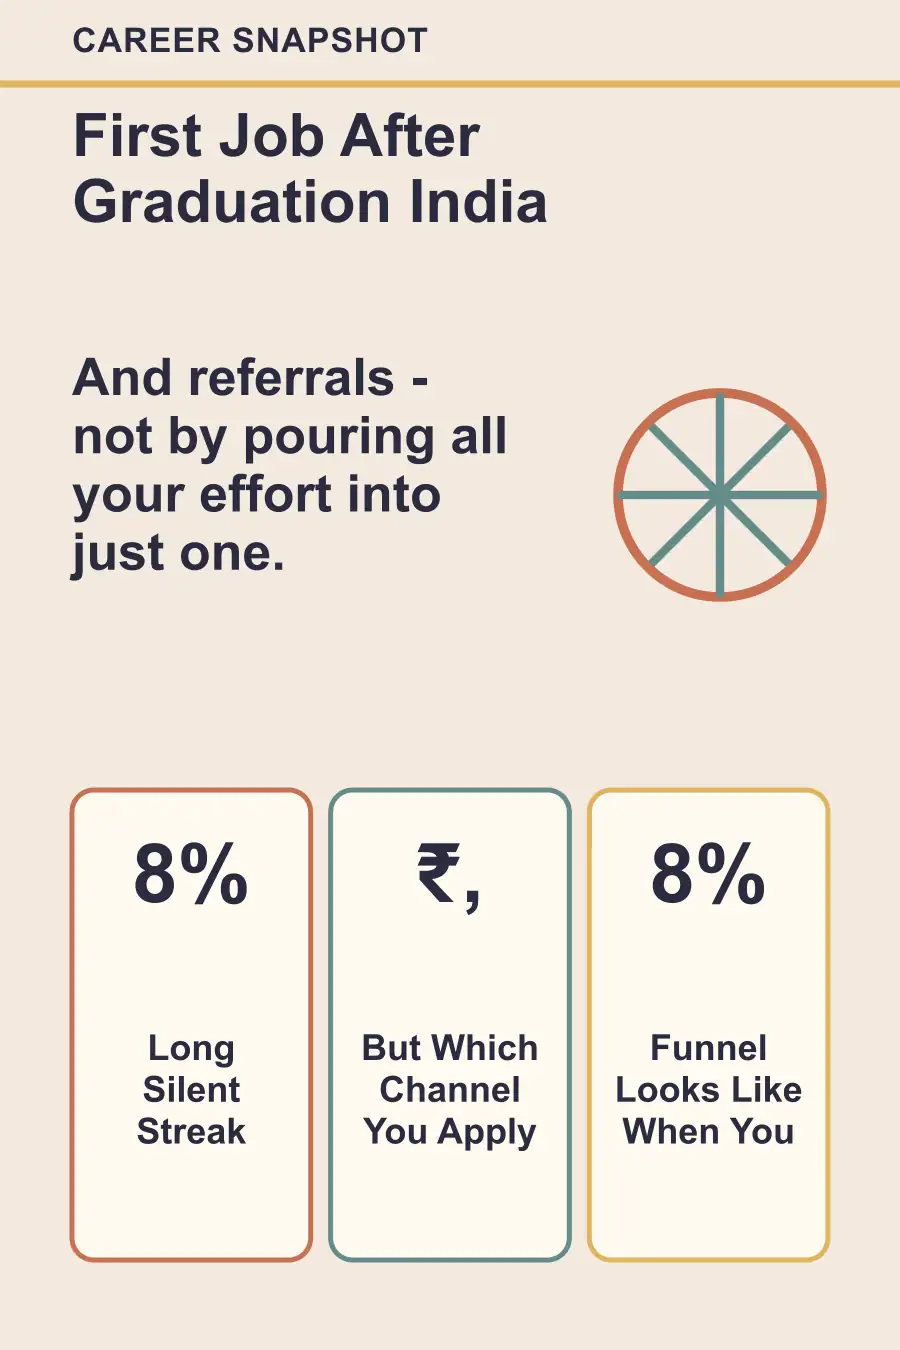 CAREER SNAPSHOT
First Job After
Graduation India
And referrals -
not by pouring all
your effort into
just one.
8%
Long
Silent
Streak
₹,
But Which
Channel
You Apply
8%
Funnel
Looks Like
When You